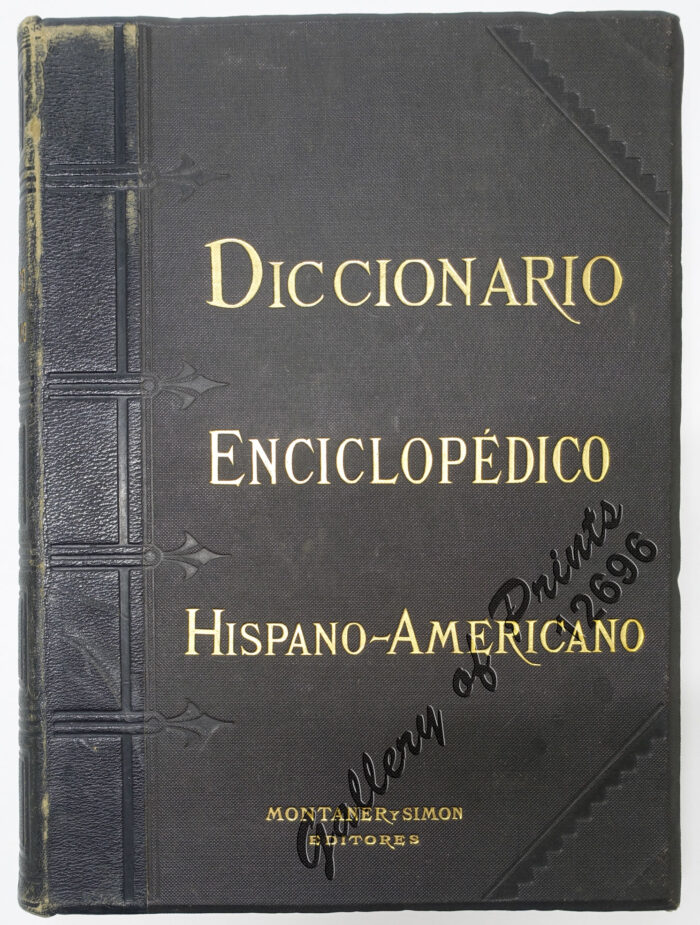 DICCIONARIO
ENCICLOPÉDICO
HISPANO-AMERICANO
MONTANER Y SIMON
EDITORES
Gallery of Prints
12696